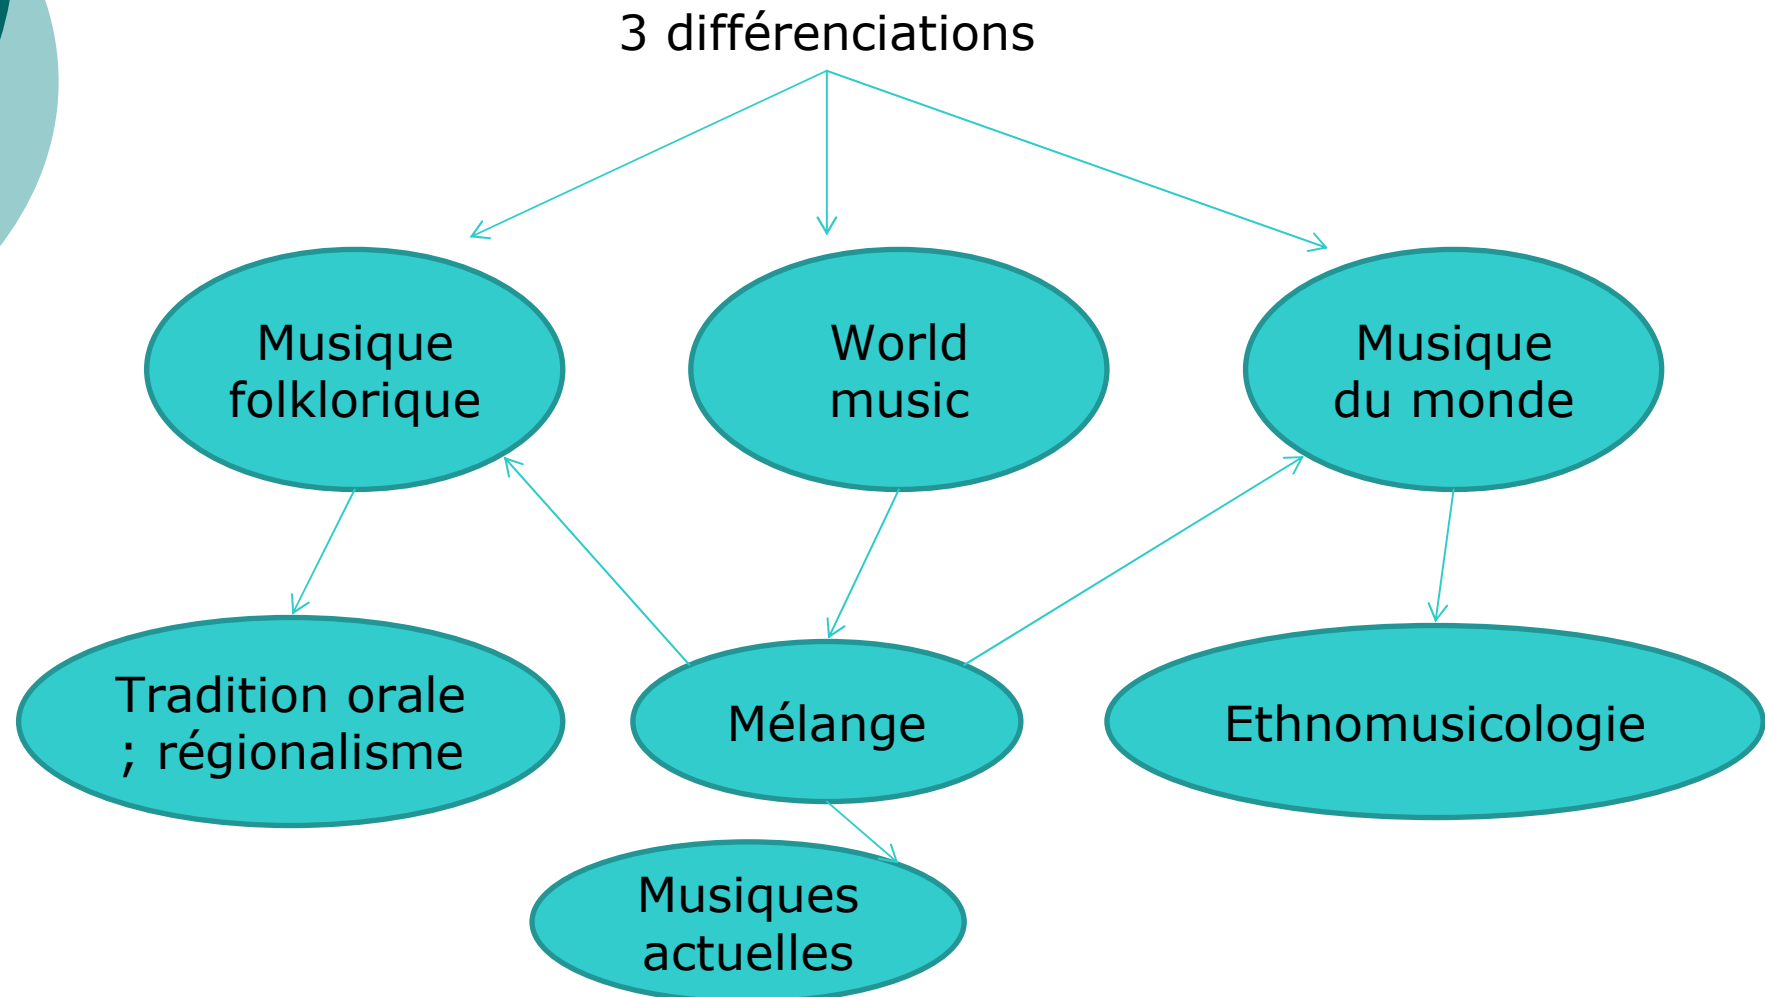 3 différenciations
Musique
folklorique
World
music
Musique
du monde
Tradition orale
; régionalisme
Mélange
Ethnomusicologie
Musiques
actuelles